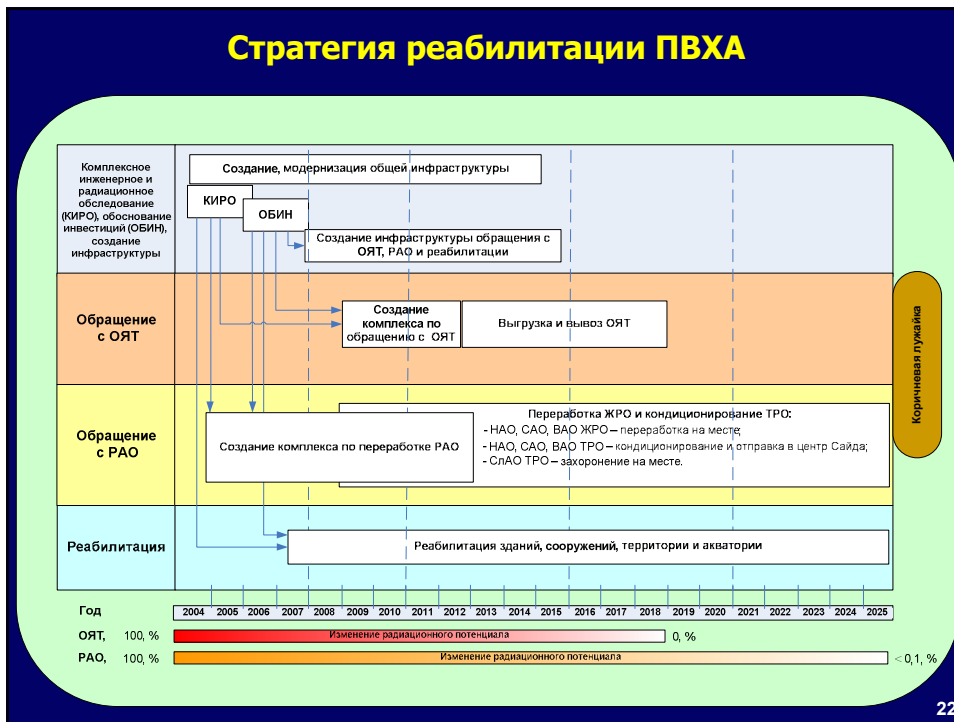 Стратегия реабилитации ПВХА
Комплексное
инженерное и
радиационное
обследование
(КИРО), обоснование
инвестиций (ОБИН),
создание
инфраструктуры
Создание, модернизация общей инфраструктуры
КИРО
ОБИН
Создание инфраструктуры обращения с
ОЯТ, РАО и реабилитации
Обращение
с ОЯТ
Создание
комплекса по
обращению с ОЯТ
Выгрузка и вывоз ОЯТ
Коричневая лужайка
Обращение
с РАО
Создание комплекса по переработке РАО
Переработка ЖРО и кондиционирование ТРО:
- НАО, САО, ВАО ЖРО – переработка на месте;
- НАО, САО, ВАО ТРО – кондиционирование и отправка в центр Сайда;
- СлАО ТРО – захоронение на месте.
Реабилитация
Реабилитация зданий, сооружений, территории и акватории
Год 2004 2005 2006 2007 2008 2009 2010 2011 2012 2013 2014 2015 2016 2017 2018 2019 2020 2021 2022 2023 2024 2025
ОЯТ, 100, % Изменение радиационного потенциала 0, %
РАО, 100, % Изменение радиационного потенциала <0,1, %
22